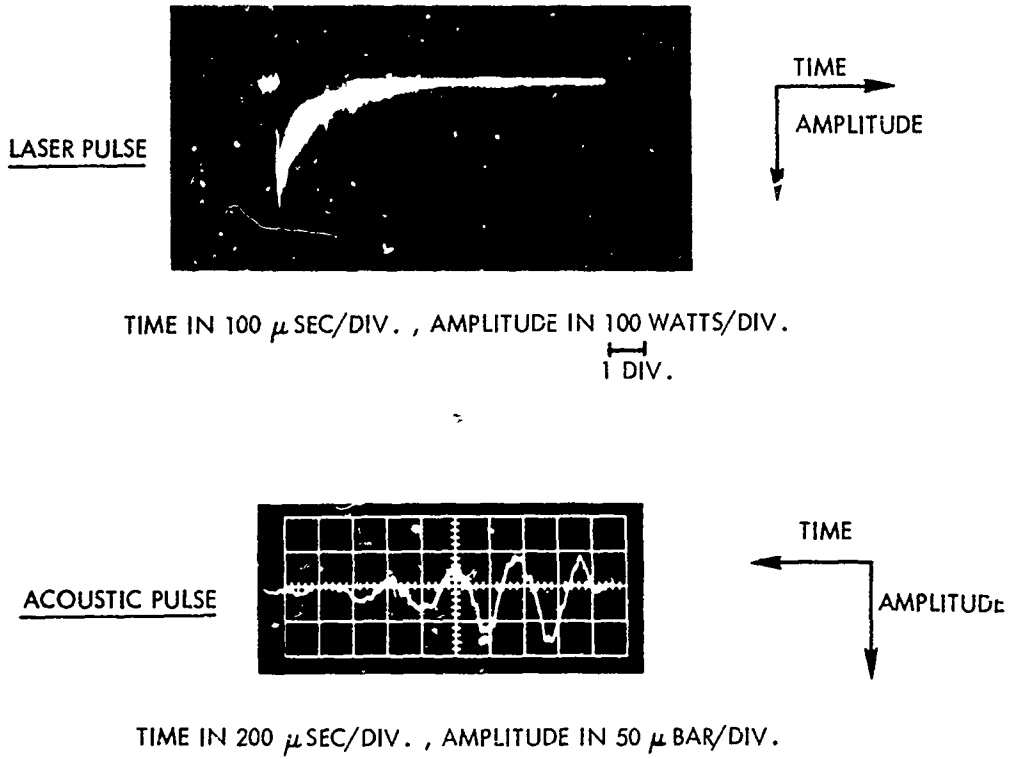 TIME
AMPLITUDE
LASER PULSE
TIME IN 100 μ SEC/DIV. , AMPLITUDE IN 100 WATTS/DIV.
1 DIV.
TIME
ACOUSTIC PULSE
AMPLITUDE
TIME IN 200 μ SEC/DIV. , AMPLITUDE IN 50 μ BAR/DIV.